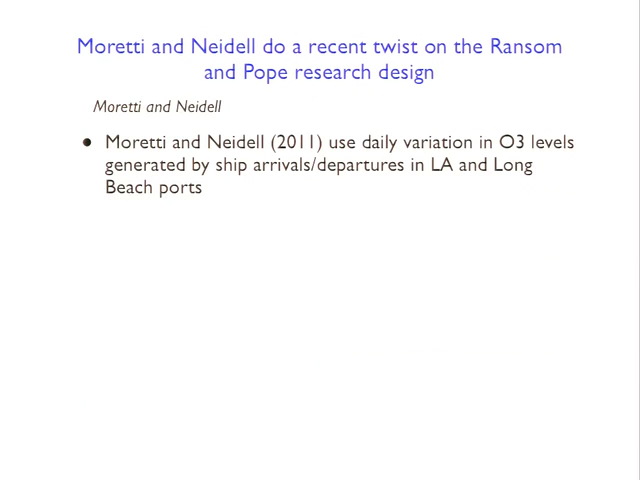 Moretti and Neidell do a recent twist on the Ransom
and Pope research design
Moretti and Neidell
• Moretti and Neidell (2011) use daily variation in O3 levels
generated by ship arrivals/departures in LA and Long
Beach ports